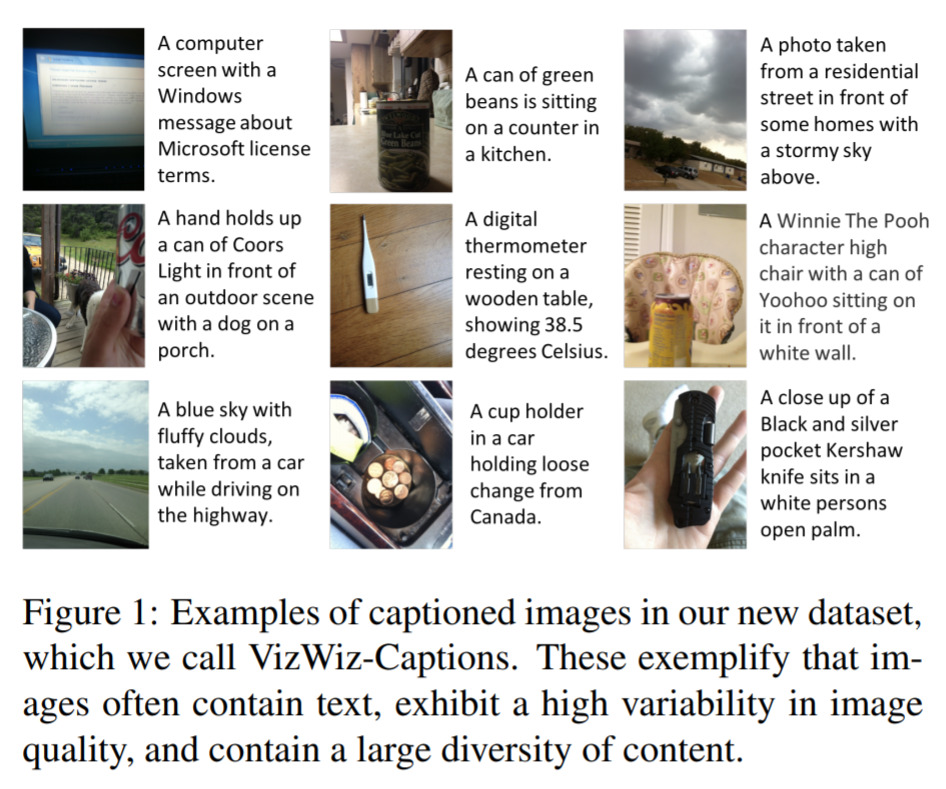 A computer
screen with a
Windows
message about
Microsoft license
terms.
Blue Lake Cut
Green Beans
A can of green
beans is sitting
on a counter in
a kitchen.
A photo taken
from a residential
street in front of
some homes with
a stormy sky
above.
A hand holds up
a can of Coors
Light in front of
an outdoor scene
with a dog on a
porch.
A digital
thermometer
resting on a
wooden table,
showing 38.5
degrees Celsius.
A Winnie The Pooh
character high
chair with a can of
Yoohoo sitting on
it in front of a
white wall.
A blue sky with
fluffy clouds,
taken from a car
while driving on
the highway.
A cup holder
in a car
holding loose
change from
Canada.
A close up of a
Black and silver
pocket Kershaw
knife sits in a
white persons
open palm.
Figure 1: Examples of captioned images in our new dataset,
which we call VizWiz-Captions. These exemplify that im-
ages often contain text, exhibit a high variability in image
quality, and contain a large diversity of content.